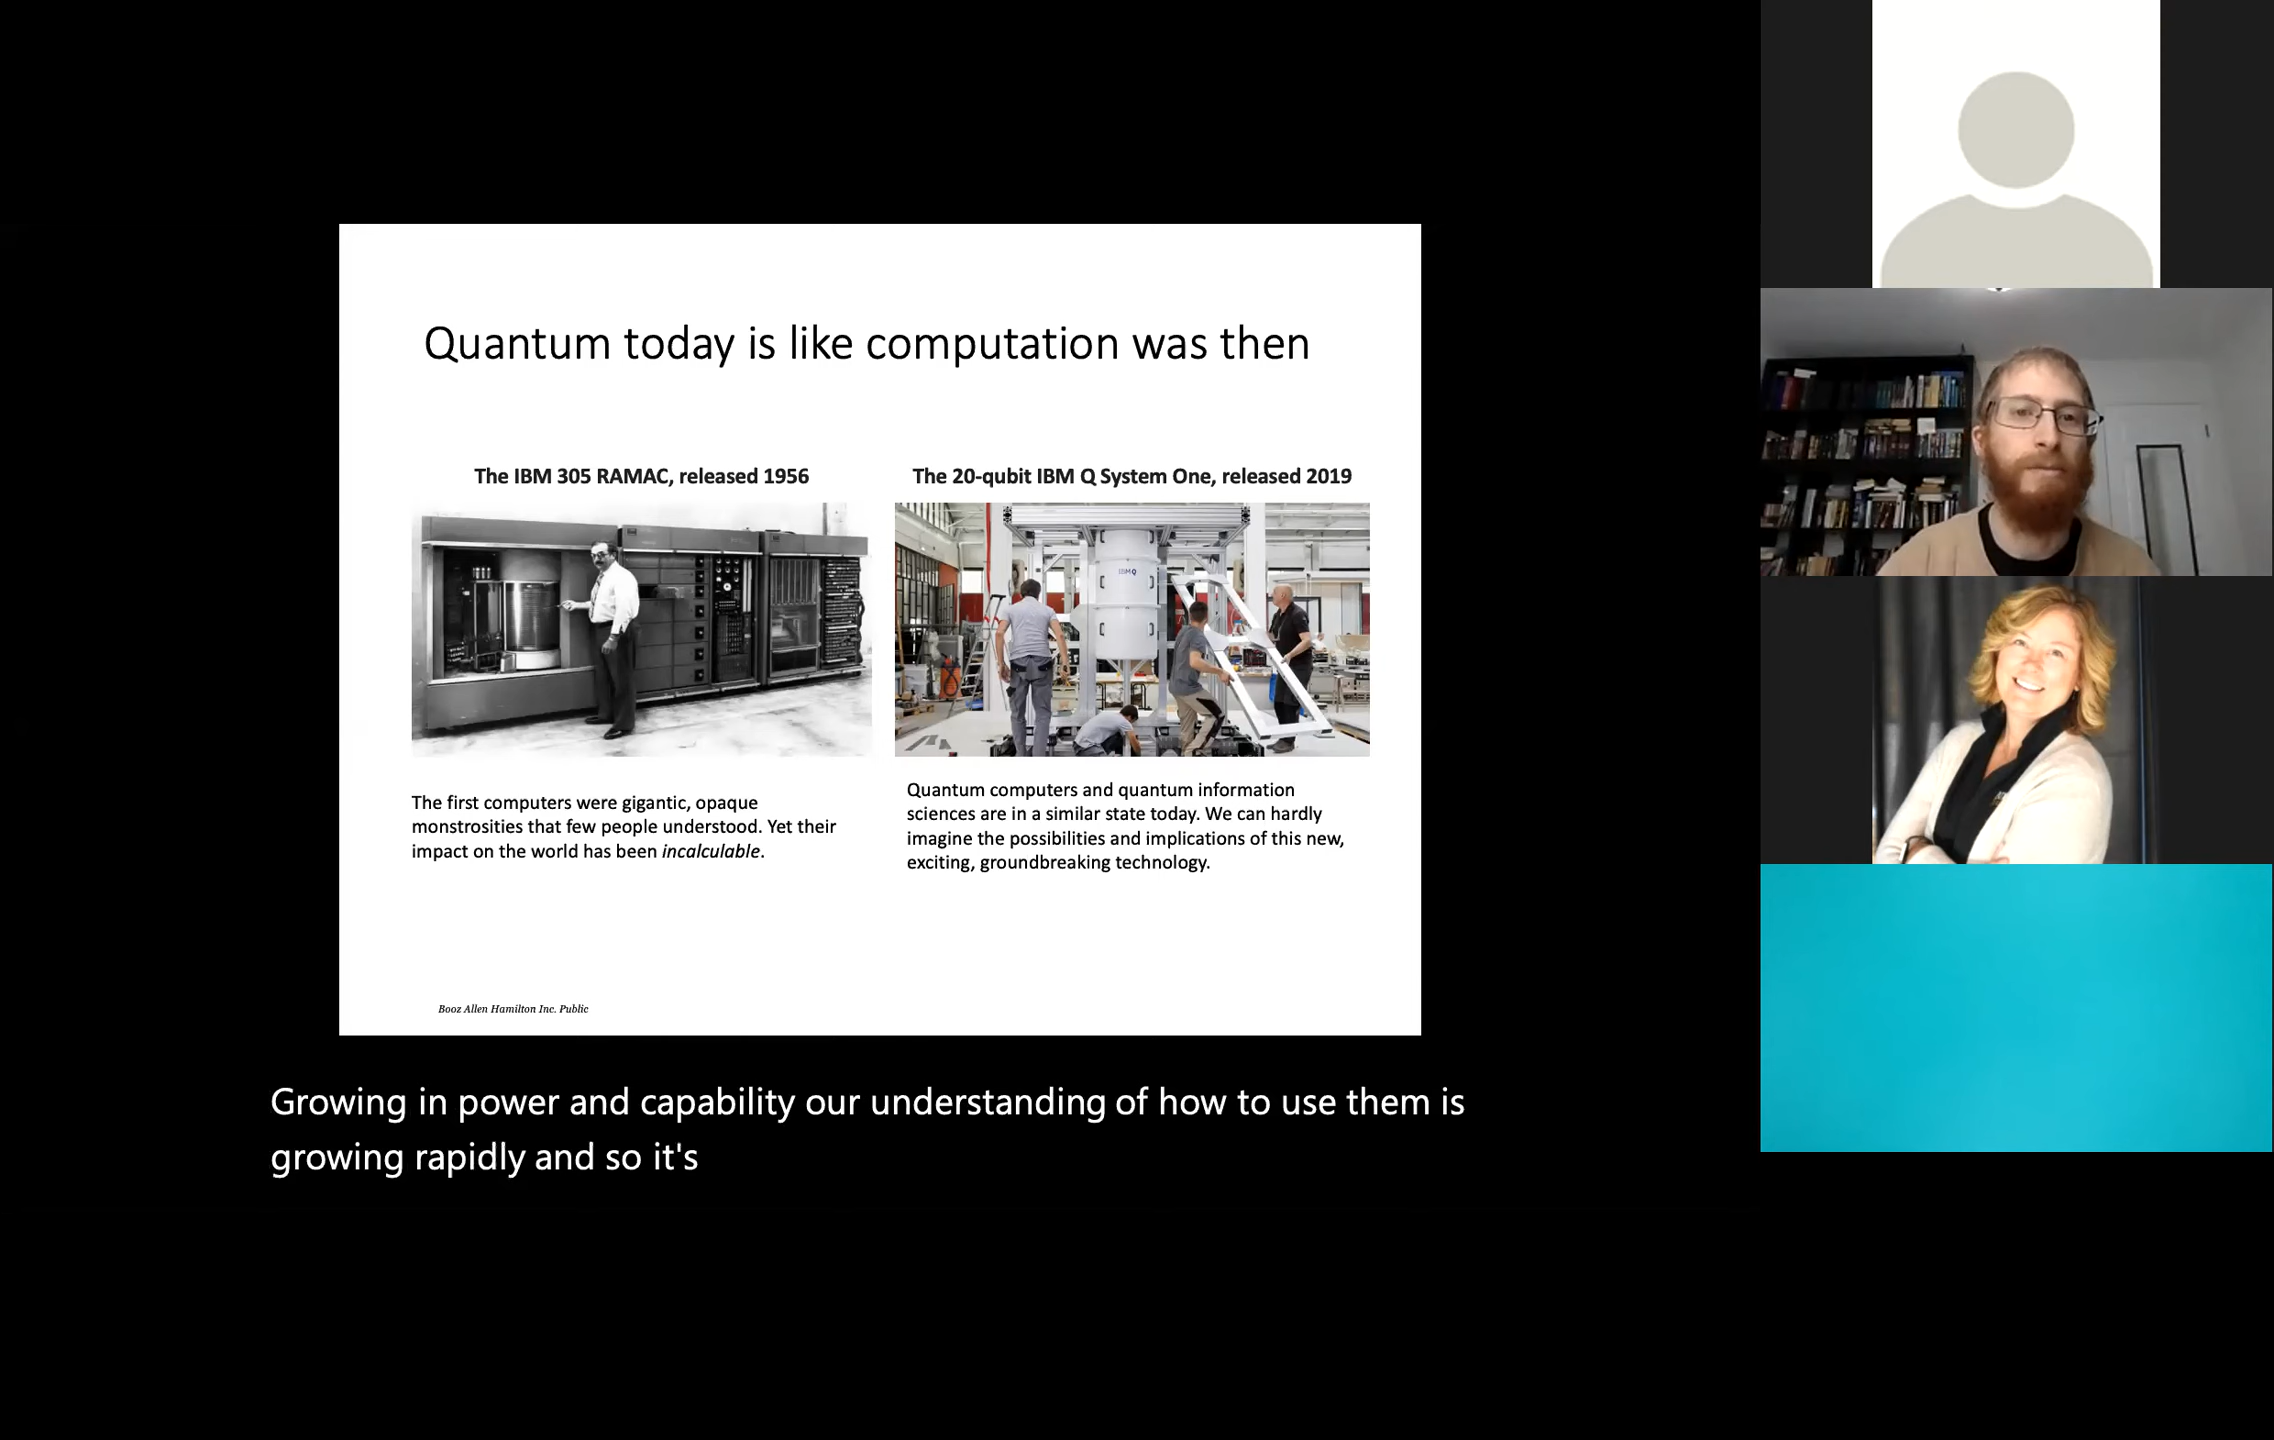 Quantum today is like computation was then
The IBM 305 RAMAC, released 1956
The 20-qubit IBM Q System One, released 2019
IBM Q
The first computers were gigantic, opaque
monstrosities that few people understood. Yet their
impact on the world has been incalculable.
Quantum computers and quantum information
sciences are in a similar state today. We can hardly
imagine the possibilities and implications of this new,
exciting, groundbreaking technology.
Booz Allen Hamilton Inc. Public
Growing in power and capability our understanding of how to use them is
growing rapidly and so it's